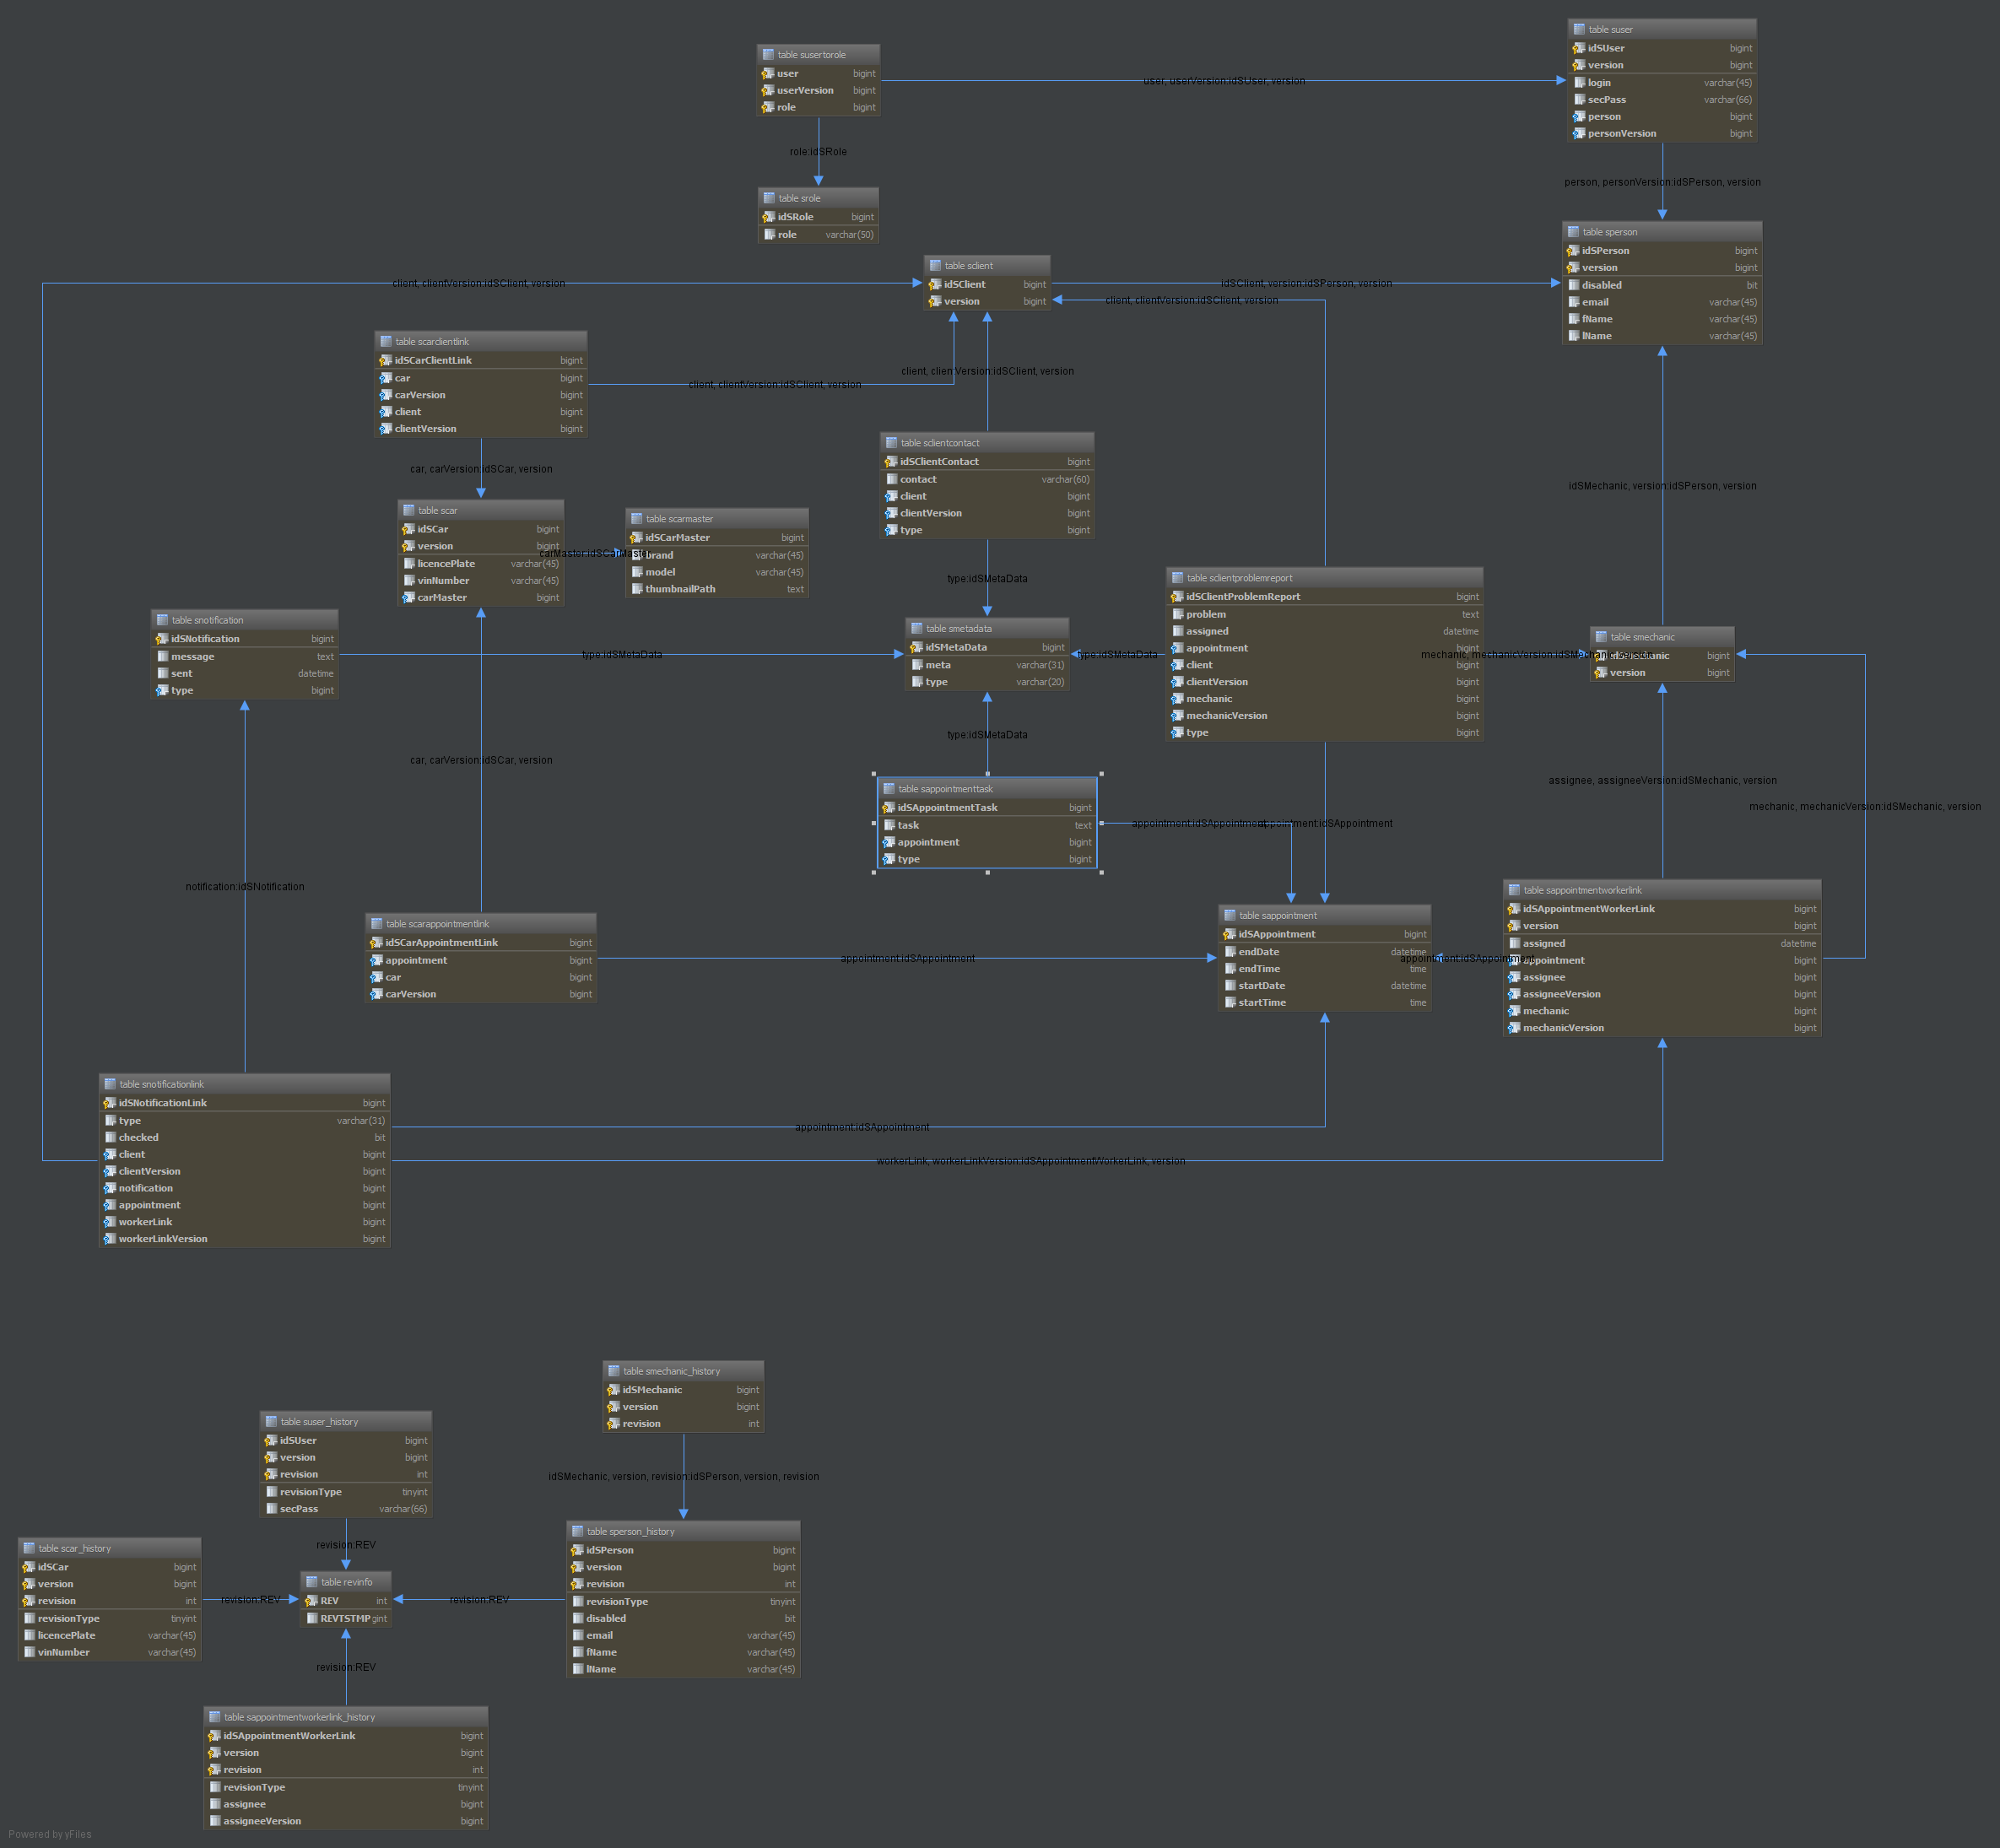 table susertorole
user bigint
userVersion bigint
role bigint
user, userVersion:idSUser, version
table suser
idSUser bigint
version bigint
login varchar(45)
secPass varchar(66)
person bigint
personVersion bigint
role:idSRole
person, personVersion:idSPerson, version
table srole
idSRole bigint
role varchar(50)
table sperson
idSPerson bigint
version bigint
disabled bit
email varchar(45)
fName varchar(45)
lName varchar(45)
table sclient
idSClient bigint
version bigint
client, clientVersion:idSClient, version
idSClient, version:idSPerson, version
client, clientVersion:idSClient, version
table scarclientlink
idSCarClientLink bigint
car bigint
carVersion bigint
client bigint
clientVersion bigint
client, clientVersion:idSClient, version
client, clientVersion:idSClient, version
table sclientcontact
idSClientContact bigint
contact varchar(60)
client bigint
clientVersion bigint
type bigint
car, carVersion:idSCar, version
idSMechanic, version:idSPerson, version
table scar
idSCar bigint
version bigint
licencePlate varchar(45)
vinNumber varchar(45)
carMaster bigint
carMaster:idSCarMaster
table scarmaster
idSCarMaster bigint
brand varchar(45)
model varchar(45)
thumbnailPath text
type:idSMetaData
table sclientproblemreport
idSClientProblemReport bigint
problem text
assigned datetime
appointment bigint
client bigint
clientVersion bigint
mechanic bigint
mechanicVersion bigint
type bigint
table snotification
idSNotification bigint
message text
sent datetime
type bigint
type:idSMetaData
table smetadata
idSMetaData bigint
meta varchar(31)
type varchar(20)
type:idSMetaData
mechanic, mechanicVersion:idSMechanic, version
table smechanic
bigint
version bigint
type:idSMetaData
car, carVersion:idSCar, version
table sappointmenttask
idSAppointmentTask bigint
task text
appointment bigint
type bigint
appointment:idSAppointment
appointment:idSAppointment
assignee, assigneeVersion:idSMechanic, version
mechanic, mechanicVersion:idSMechanic, version
notification:idSNotification
table scarappointmentlink
idSCarAppointmentLink bigint
appointment bigint
car bigint
carVersion bigint
appointment:idSAppointment
table sappointment
idSAppointment bigint
endDate datetime
endTime time
startDate datetime
startTime time
appointment:idSAppointment
table sappointmentworkerlink
idSAppointmentWorkerLink bigint
version bigint
assigned datetime
appointment bigint
assignee bigint
assigneeVersion bigint
mechanic bigint
mechanicVersion bigint
table snotificationlink
idSNotificationLink bigint
type varchar(31)
checked bit
client bigint
clientVersion bigint
notification bigint
appointment bigint
workerLink bigint
workerLinkVersion bigint
appointment:idSAppointment
workerLink, workerLinkVersion:idSAppointmentWorkerLink, version
table smechanic_history
idSMechanic bigint
version bigint
revision int
table suser_history
idSUser bigint
version bigint
revision int
revisionType tinyint
secPass varchar(66)
idSMechanic, version, revision:idSPerson, version, revision
revision:REV
table scar_history
idSCar bigint
version bigint
revision int
revisionType tinyint
licencePlate varchar(45)
vinNumber varchar(45)
revision:REV
table revinfo
REV int
REVTSTMP gint
revision:REV
table sperson_history
idSPerson bigint
version bigint
revision int
revisionType tinyint
disabled bit
email varchar(45)
fName varchar(45)
lName varchar(45)
revision:REV
table sappointmentworkerlink_history
idSAppointmentWorkerLink bigint
version bigint
revision int
revisionType tinyint
assignee bigint
assigneeVersion bigint
Powered by yFiles